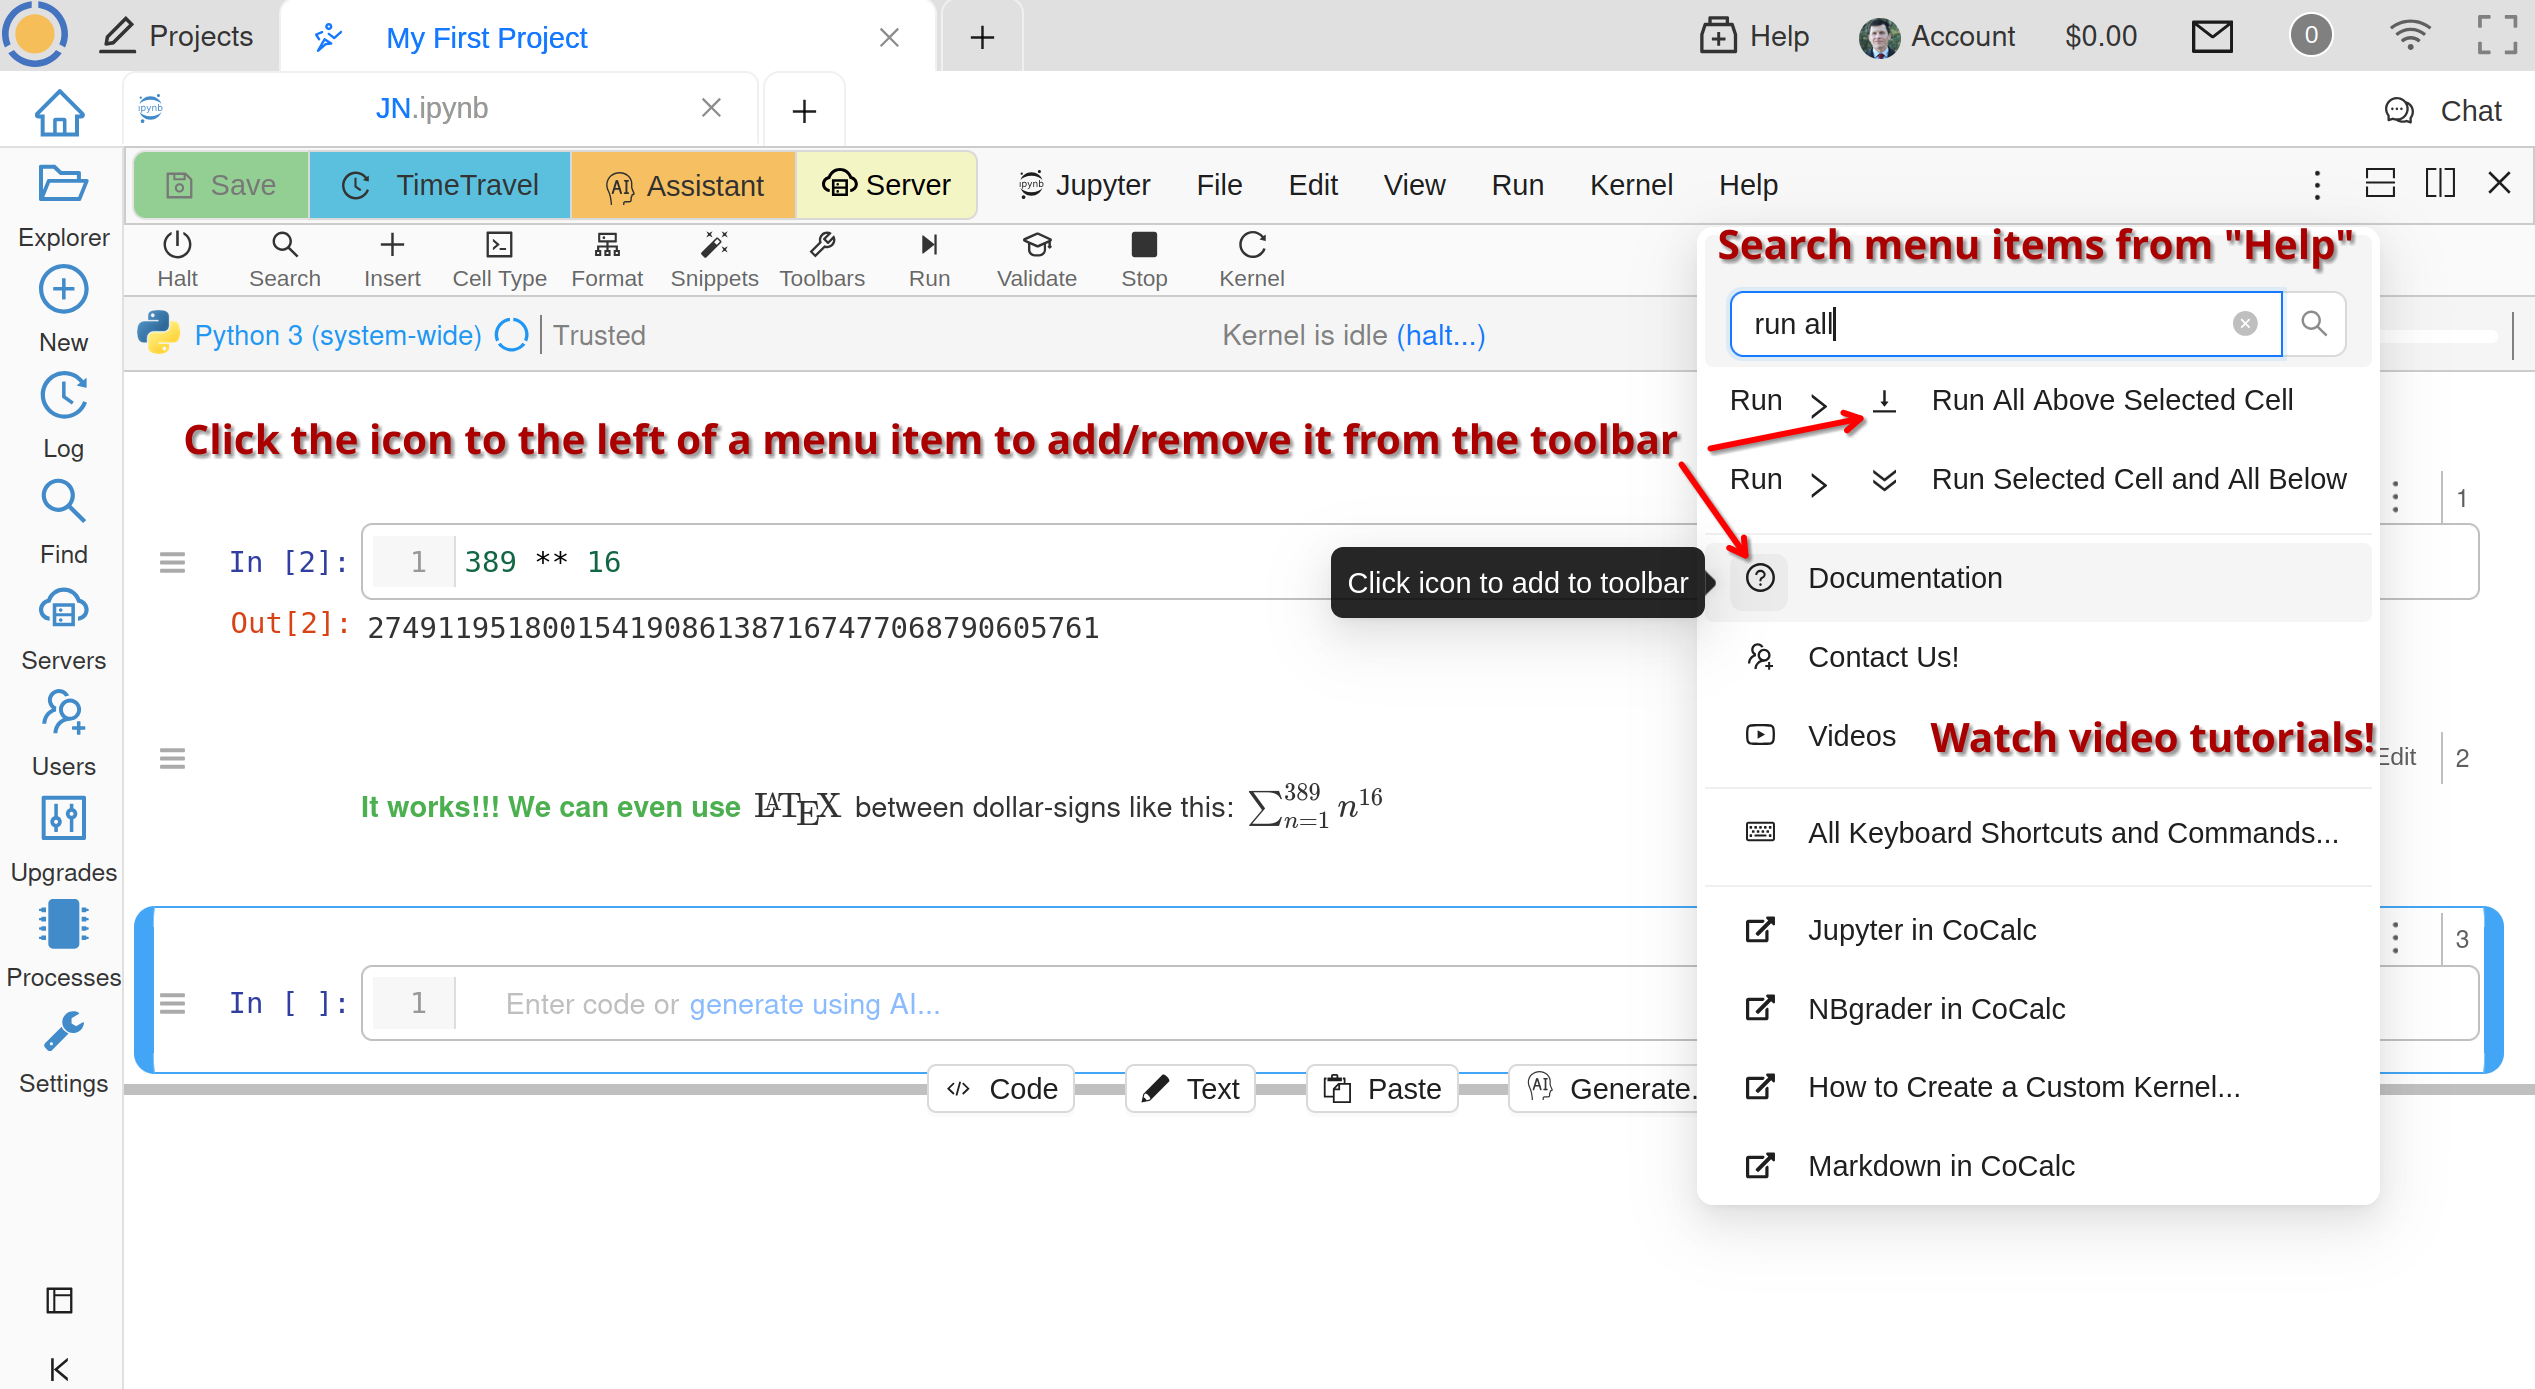 Projects
My First Project
Help
Account
$0.00
0
JN.ipynb
Chat
Save
TimeTravel
Assistant
Server
Jupyter
File
Edit
View
Run
Kernel
Help
Halt
Search
Insert
Cell Type
Format
Snippets
Toolbars
Run
Validate
Stop
Kernel
Python 3 (system-wide)
Trusted
Kernel is idle (halt...)
Explorer
New
Log
Find
Servers
Users
Upgrades
Processes
Settings
Search menu items from "Help"
run all
Run
Run All Above Selected Cell
Click the icon to the left of a menu item to add/remove it from the toolbar
Run
Run Selected Cell and All Below
1
In [2]:
1
389 ** 16
Click icon to add to toolbar
Documentation
Out[2]:
274911951800154190861387167477068790605761
Contact Us!
Videos
Watch video tutorials!
Edit
2
It works!!! We can even use LATEX between dollar-signs like this: ∑_{n=1}^{389} n^{16}
All Keyboard Shortcuts and Commands...
Jupyter in CoCalc
3
In [ ]:
1
Enter code or generate using AI...
NBgrader in CoCalc
Code
Text
Paste
AI
Generate.
How to Create a Custom Kernel...
Markdown in CoCalc